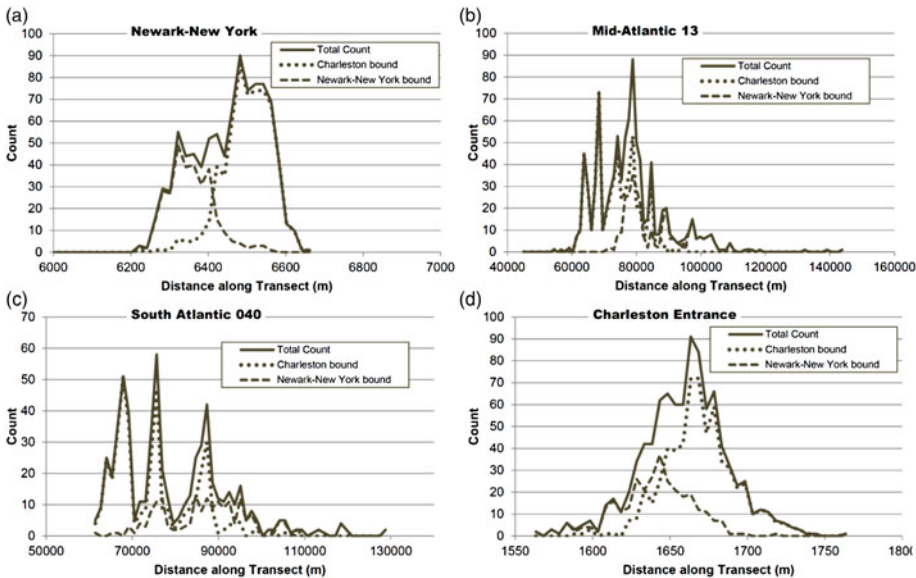 (a)
Newark-New York
100
90
80
70
60
50
40
30
20
10
0
Count
Total Count
Charleston bound
Newark-New York bound
6000 6200 6400 6600 6800 7000
Distance along Transect (m)
(b)
Mid-Atlantic 13
100
90
80
70
60
50
40
30
20
10
0
Count
Total Count
Charleston bound
Newark-New York bound
40000 60000 80000 100000 120000 140000 160000
Distance along Transect (m)
(c)
South Atlantic 040
70
60
50
40
30
20
10
0
Count
Total Count
Charleston bound
Newark-New York bound
50000 70000 90000 110000 130000
Distance along Transect (m)
(d)
Charleston Entrance
100
90
80
70
60
50
40
30
20
10
0
Count
Total Count
Charleston bound
Newark-New York bound
1550 1600 1650 1700 1750 1800
Distance along Transect (m)